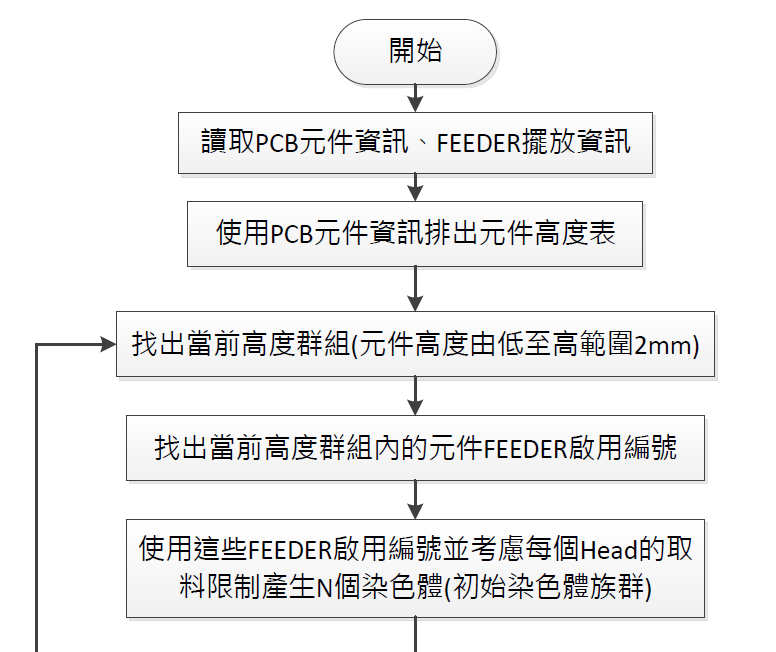 開始
讀取PCB元件資訊、FEEDER擺放資訊
使用PCB元件資訊排出元件高度表
找出當前高度群組(元件高度由低至高範圍2mm)
找出當前高度群組內的元件FEEDER啟用編號
使用這些FEEDER啟用編號並考慮每個Head的取
料限制產生N個染色體(初始染色體族群)